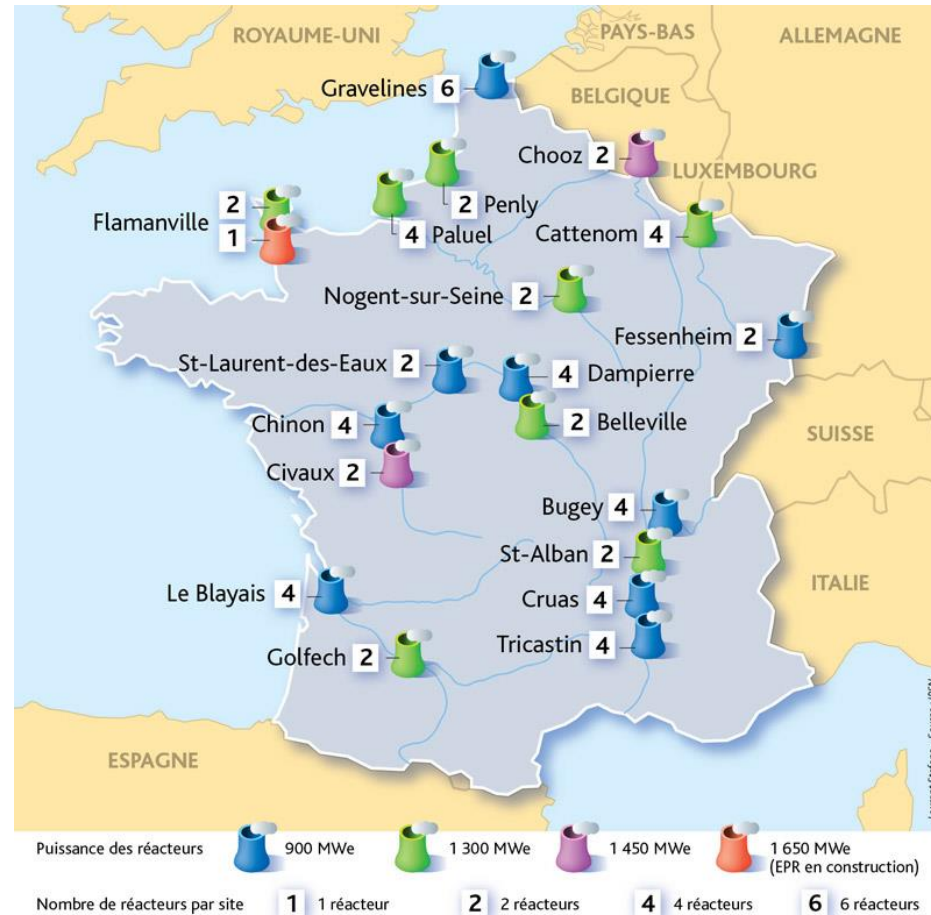 ROYAUME-UNI
PAYS-BAS
ALLEMAGNE
Gravelines 6
BELGIQUE
Chooz 2
LUXEMBOURG
2 Penly
Flamanville 2
1
4 Paluel
Cattenom 4
Nogent-sur-Seine 2
Fessenheim 2
St-Laurent-des-Eaux 2
4 Dampierre
Chinon 4
2 Belleville
SUISSE
Civaux 2
Bugey 4
St-Alban 2
ITALIE
Le Blayais 4
Cruas 4
Tricastin 4
Golfech 2
ESPAGNE
Puissance des réacteurs 900 MWe 1 300 MWe 1 450 MWe 1 650 MWe
(EPR en construction)
Nombre de réacteurs par site 1 1 réacteur 2 2 réacteurs 4 4 réacteurs 6 6 réacteurs